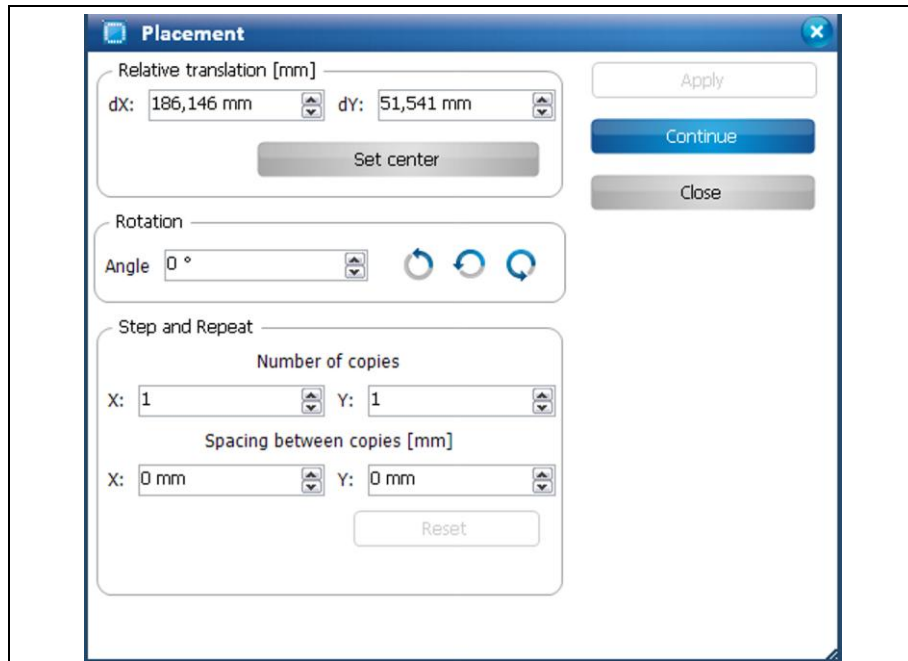 Placement
Relative translation [mm]
dX: 186,146 mm dY: 51,541 mm
Set center
Apply
Continue
Close
Rotation
Angle 0 °
Step and Repeat
Number of copies
X: 1 Y: 1
Spacing between copies [mm]
X: 0 mm Y: 0 mm
Reset